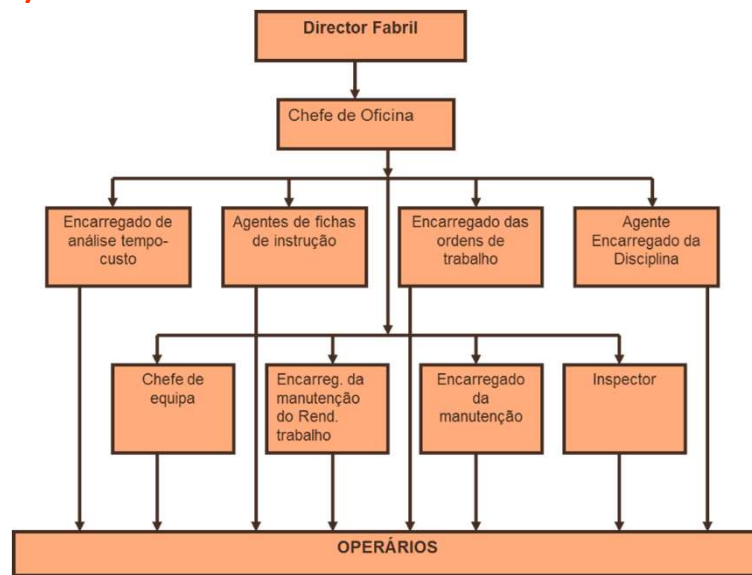 Director Fabril
Chefe de Oficina
Encarregado de
análise tempo-
custo
Agentes de fichas
de instrução
Encarregado das
ordens de
trabalho
Agente
Encarregado da
Disciplina
Chefe de
equipa
Encarreg. da
manutenção
do Rend.
trabalho
Encarregado
da
manutenção
Inspector
OPERÁRIOS